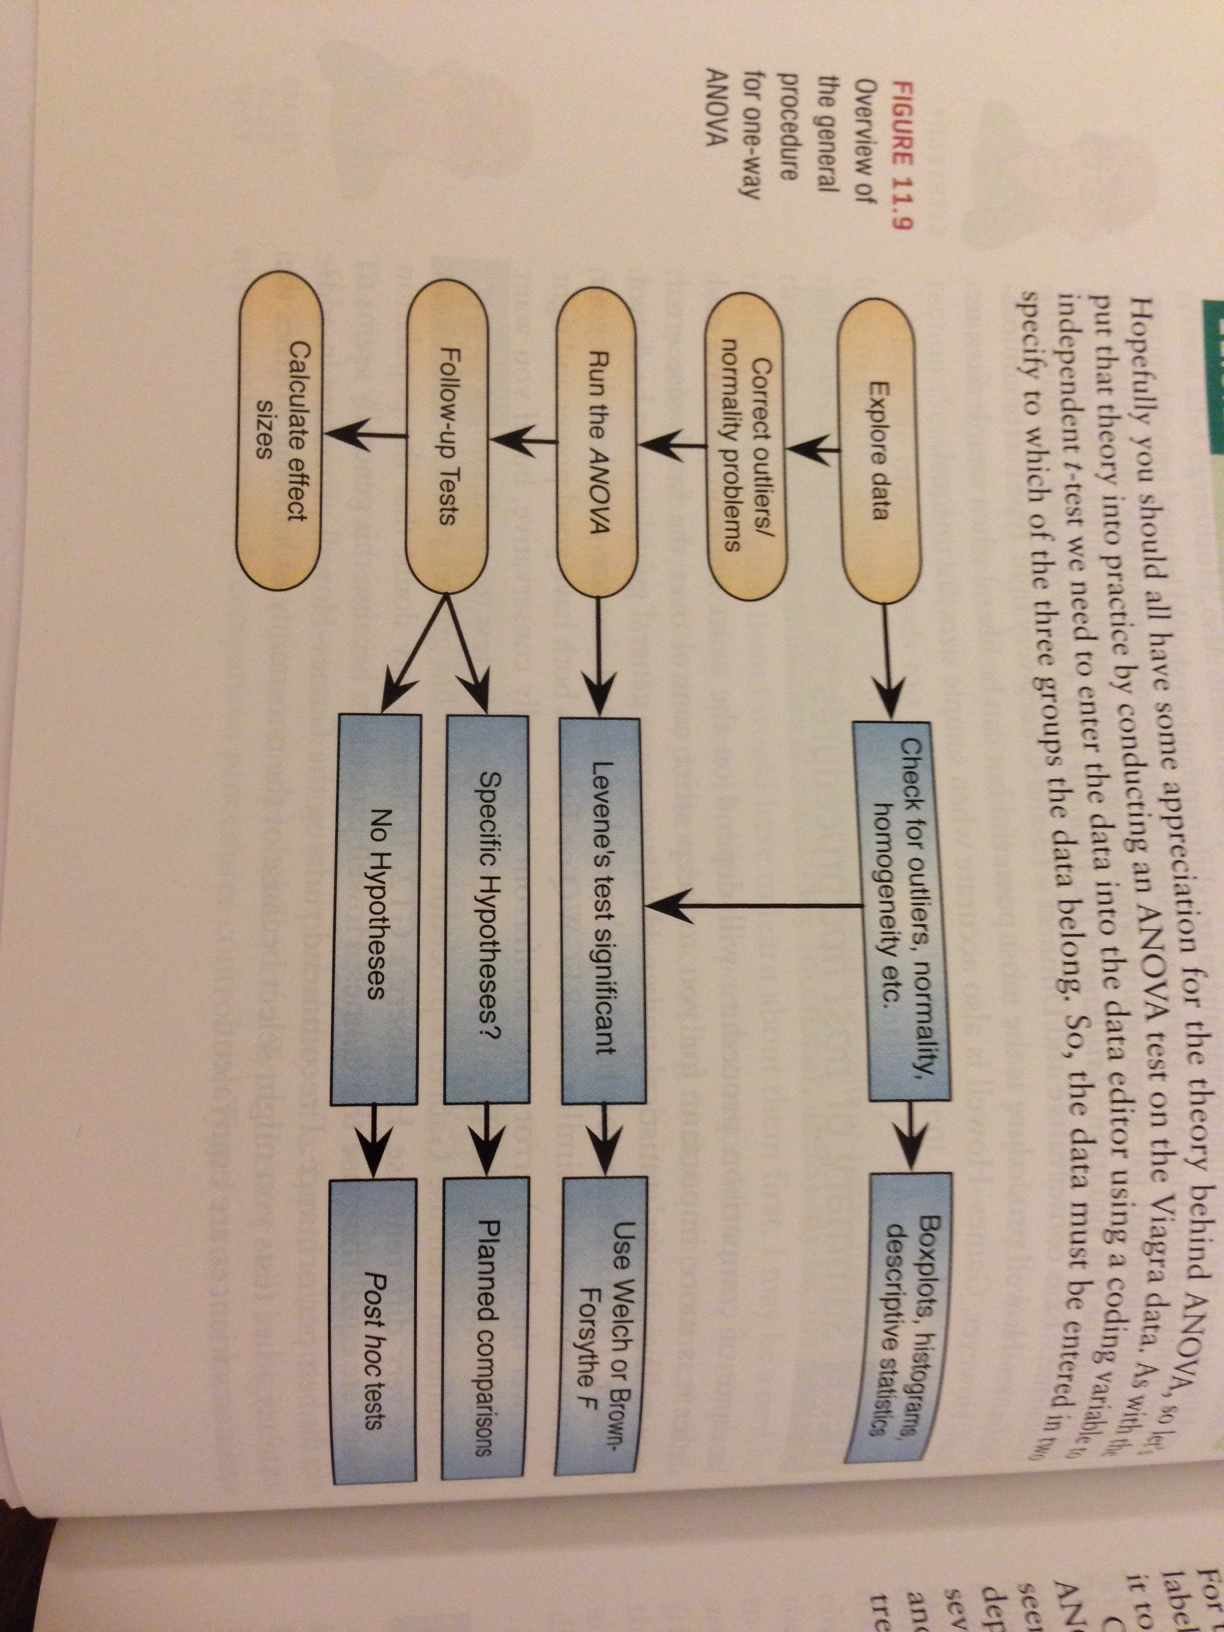 Hopefully you should all have some appreciation for the theory behind ANOVA, so let's
put that theory into practice by conducting an ANOVA test on the Viagra data. As with the
independent t-test we need to enter the data into the data editor using a coding variable to
specify to which of the three groups the data belong. So, the data must be entered in two
FIGURE 11.9
Overview of
the general
procedure
for one-way
ANOVA
Explore data
Check for outliers, normality,
homogeneity etc.
Boxplots, histograms,
descriptive statistics
Correct outliers/
normality problems
Run the ANOVA
Levene's test significant
Use Welch or Brown-
Forsythe F
Follow-up Tests
Specific Hypotheses?
Planned comparisons
No Hypotheses
Post hoc tests
Calculate effect
sizes
For
label
it to